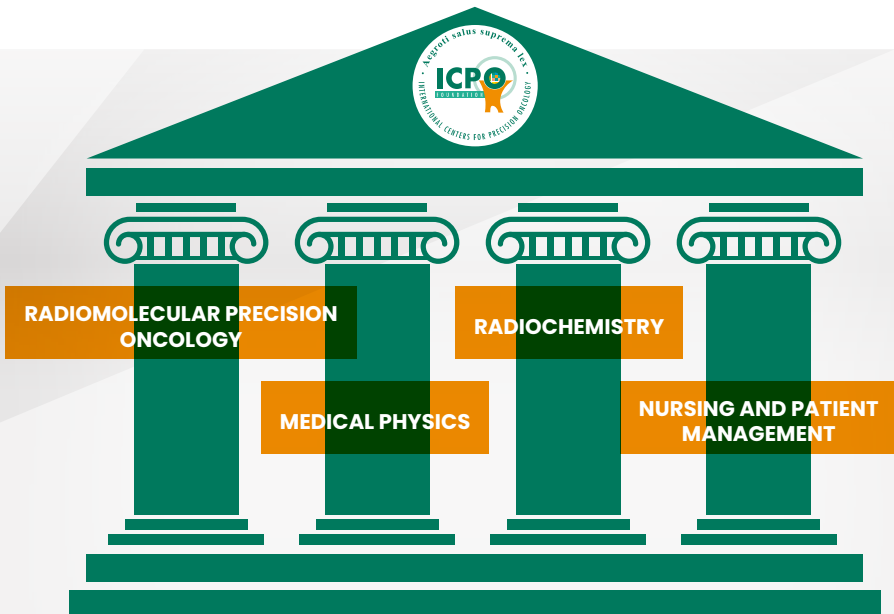 · Aegroti salus suprema lex ·
ICPO
FOUNDATION
INTERNATIONAL CENTERS FOR PRECISION ONCOLOGY
RADIOMOLECULAR PRECISION
ONCOLOGY
RADIOCHEMISTRY
MEDICAL PHYSICS
NURSING AND PATIENT
MANAGEMENT